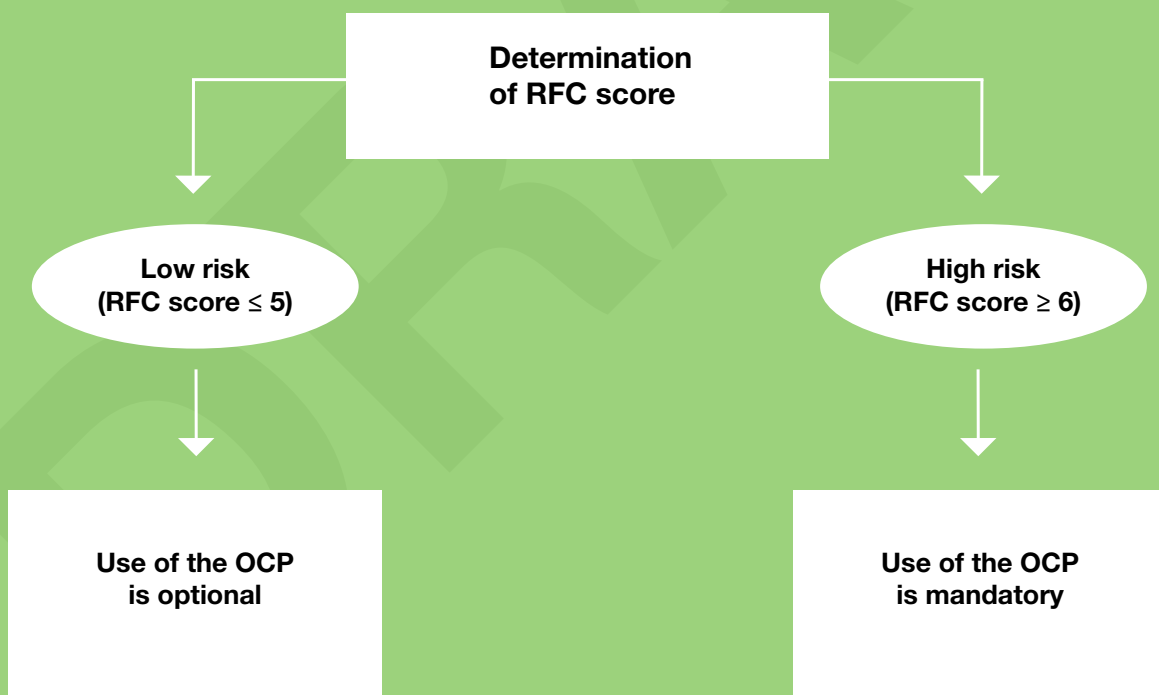 Determination
of RFC score
Low risk
(RFC score ≤ 5)
High risk
(RFC score ≥ 6)
Use of the OCP
is optional
Use of the OCP
is mandatory